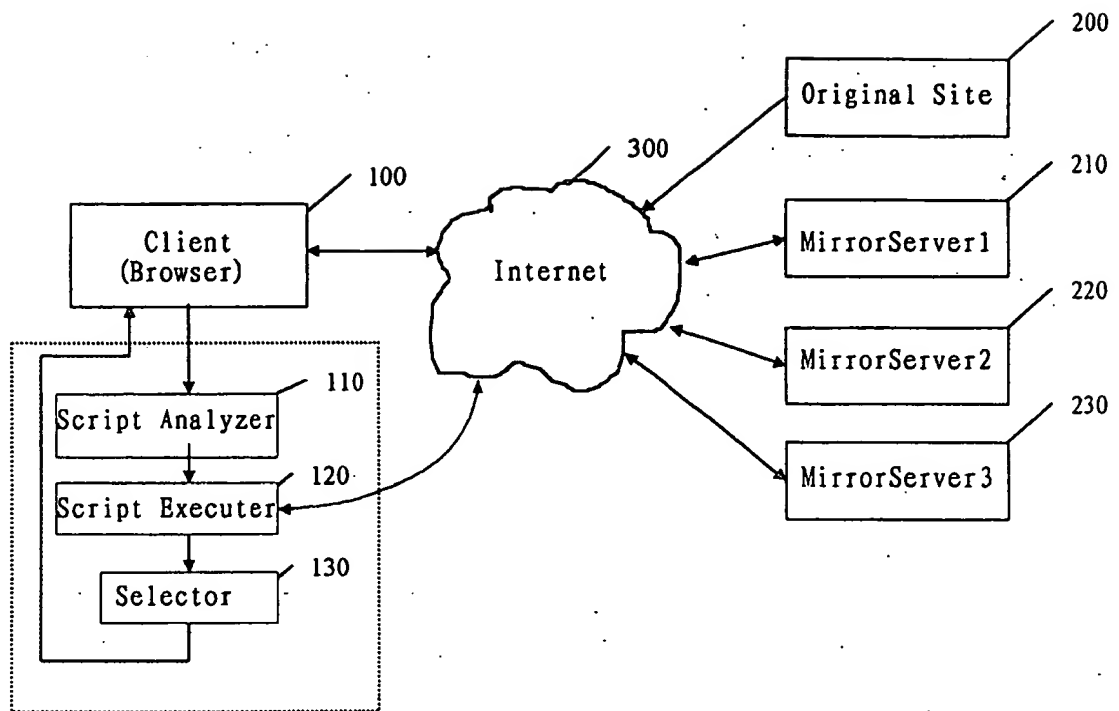 200
Original Site
300
100
210
Client
(Browser)
Internet
MirrorServer1
220
MirrorServer2
110
Script Analyzer
230
120
MirrorServer3
Script Executer
130
Selector